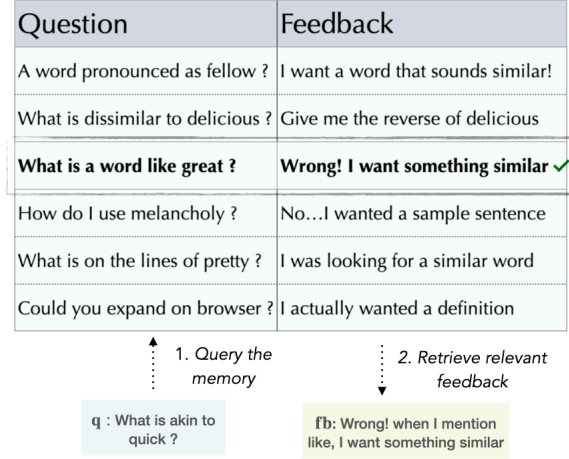 Question Feedback
A word pronounced as fellow ? I want a word that sounds similar!
What is dissimilar to delicious ? Give me the reverse of delicious
What is a word like great ? Wrong! I want something similar ✓
How do I use melancholy ? No...I wanted a sample sentence
What is on the lines of pretty ? I was looking for a similar word
Could you expand on browser ? I actually wanted a definition
1. Query the
memory
2. Retrieve relevant
feedback
q : What is akin to
quick ?
fb: Wrong! when I mention
like, I want something similar